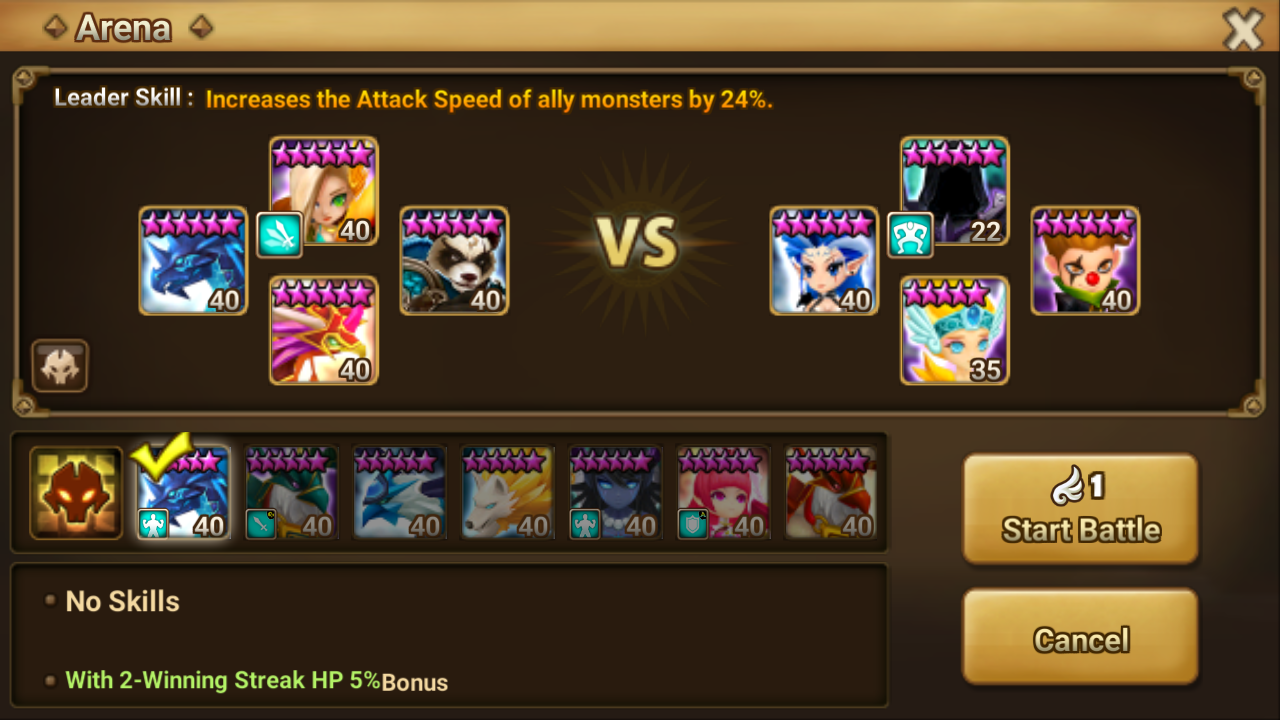 Arena
Leader Skill : Increases the Attack Speed of ally monsters by 24%.
40
22
40
40
40
40
VS
40
35
40
40
40
40
40
40
40
1
Start Battle
No Skills
Cancel
With 2-Winning Streak HP 5%Bonus